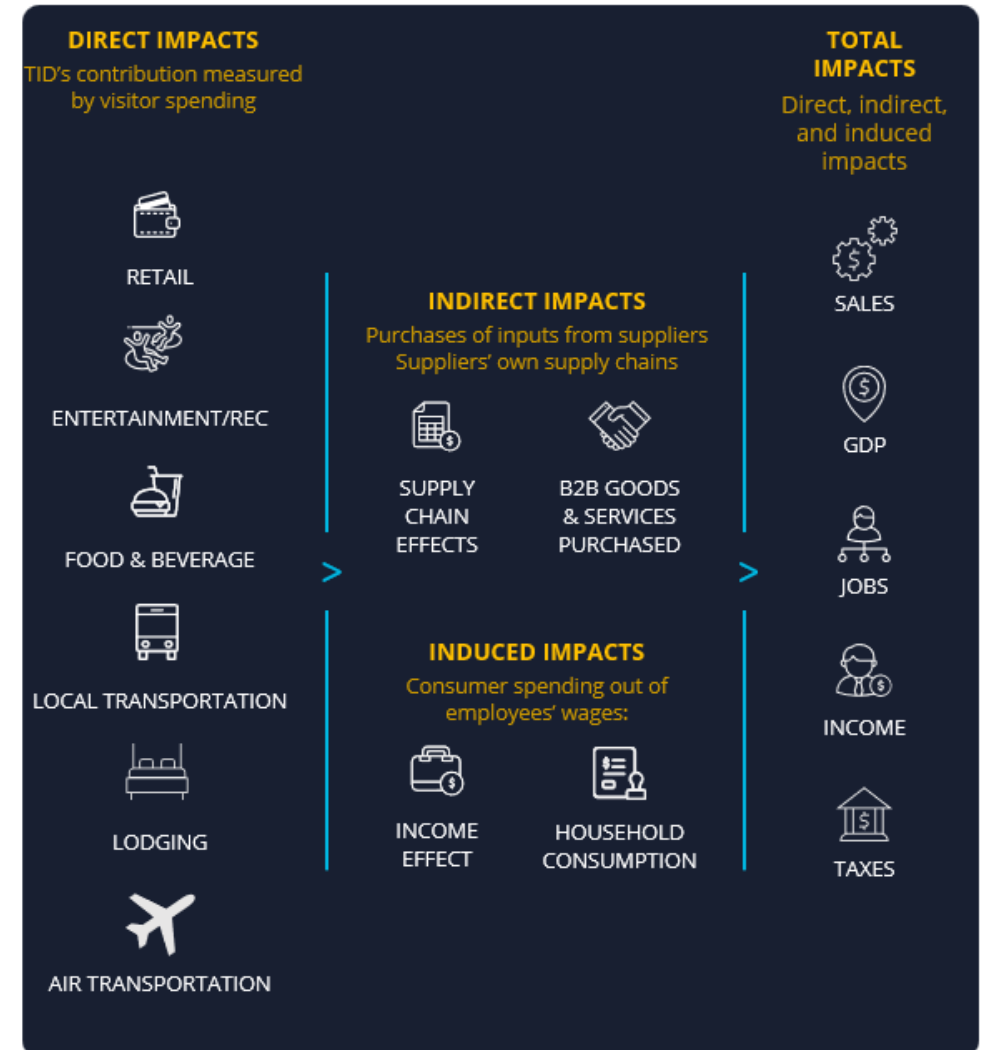 DIRECT IMPACTS
TID's contribution measured
by visitor spending
RETAIL
ENTERTAINMENT/REC
FOOD & BEVERAGE
LOCAL TRANSPORTATION
LODGING
AIR TRANSPORTATION
>
INDIRECT IMPACTS
Purchases of inputs from suppliers
Suppliers' own supply chains
SUPPLY
CHAIN
EFFECTS
B2B GOODS
& SERVICES
PURCHASED
INDUCED IMPACTS
Consumer spending out of
employees' wages:
INCOME
EFFECT
HOUSEHOLD
CONSUMPTION
>
TOTAL
IMPACTS
Direct, indirect,
and induced
impacts
SALES
GDP
JOBS
INCOME
TAXES